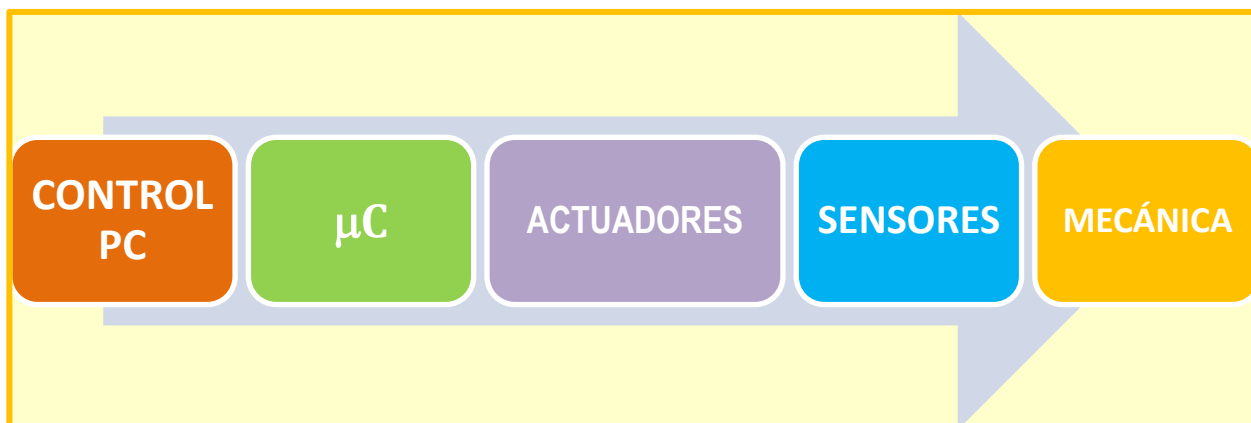 CONTROL
PC
μC
ACTUADORES
SENSORES
MECÁNICA